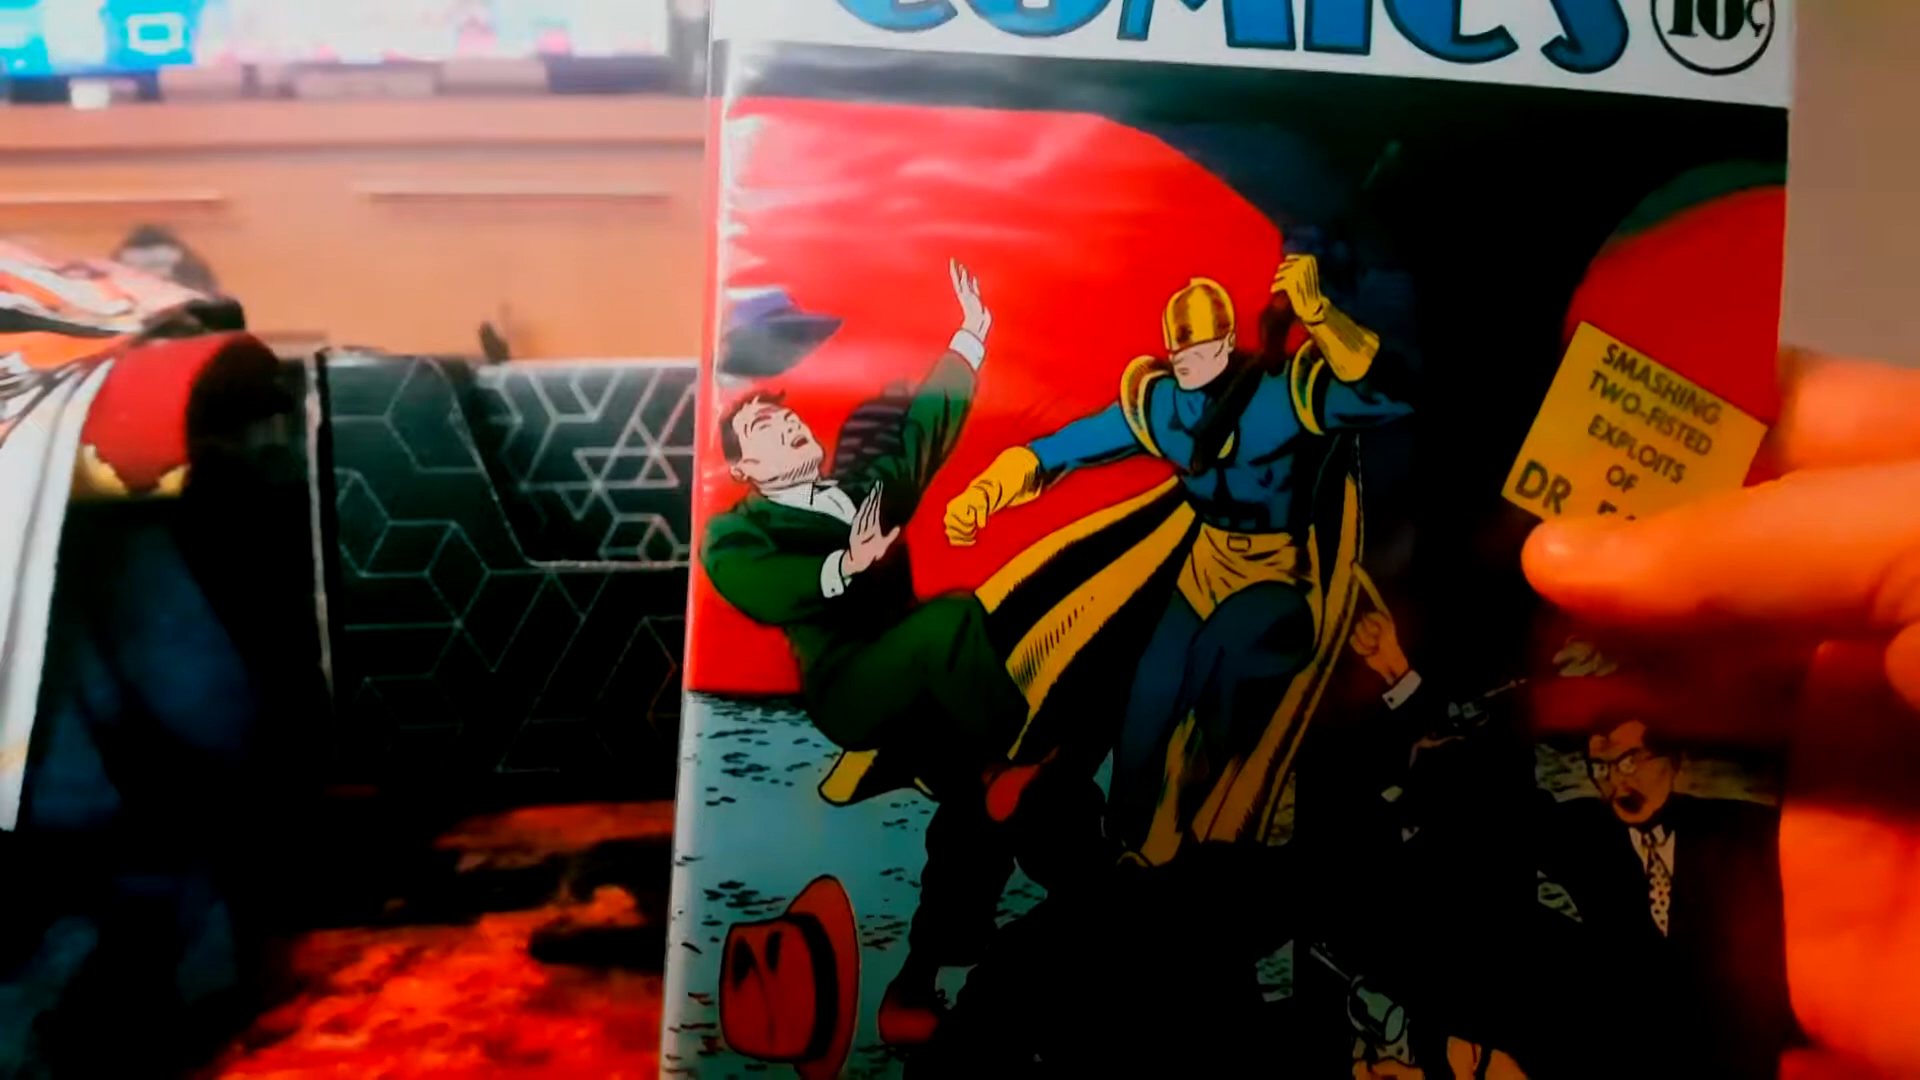 COMICS
10¢
SMASHING
TWO-FISTED
EXPLOITS
OF
DR